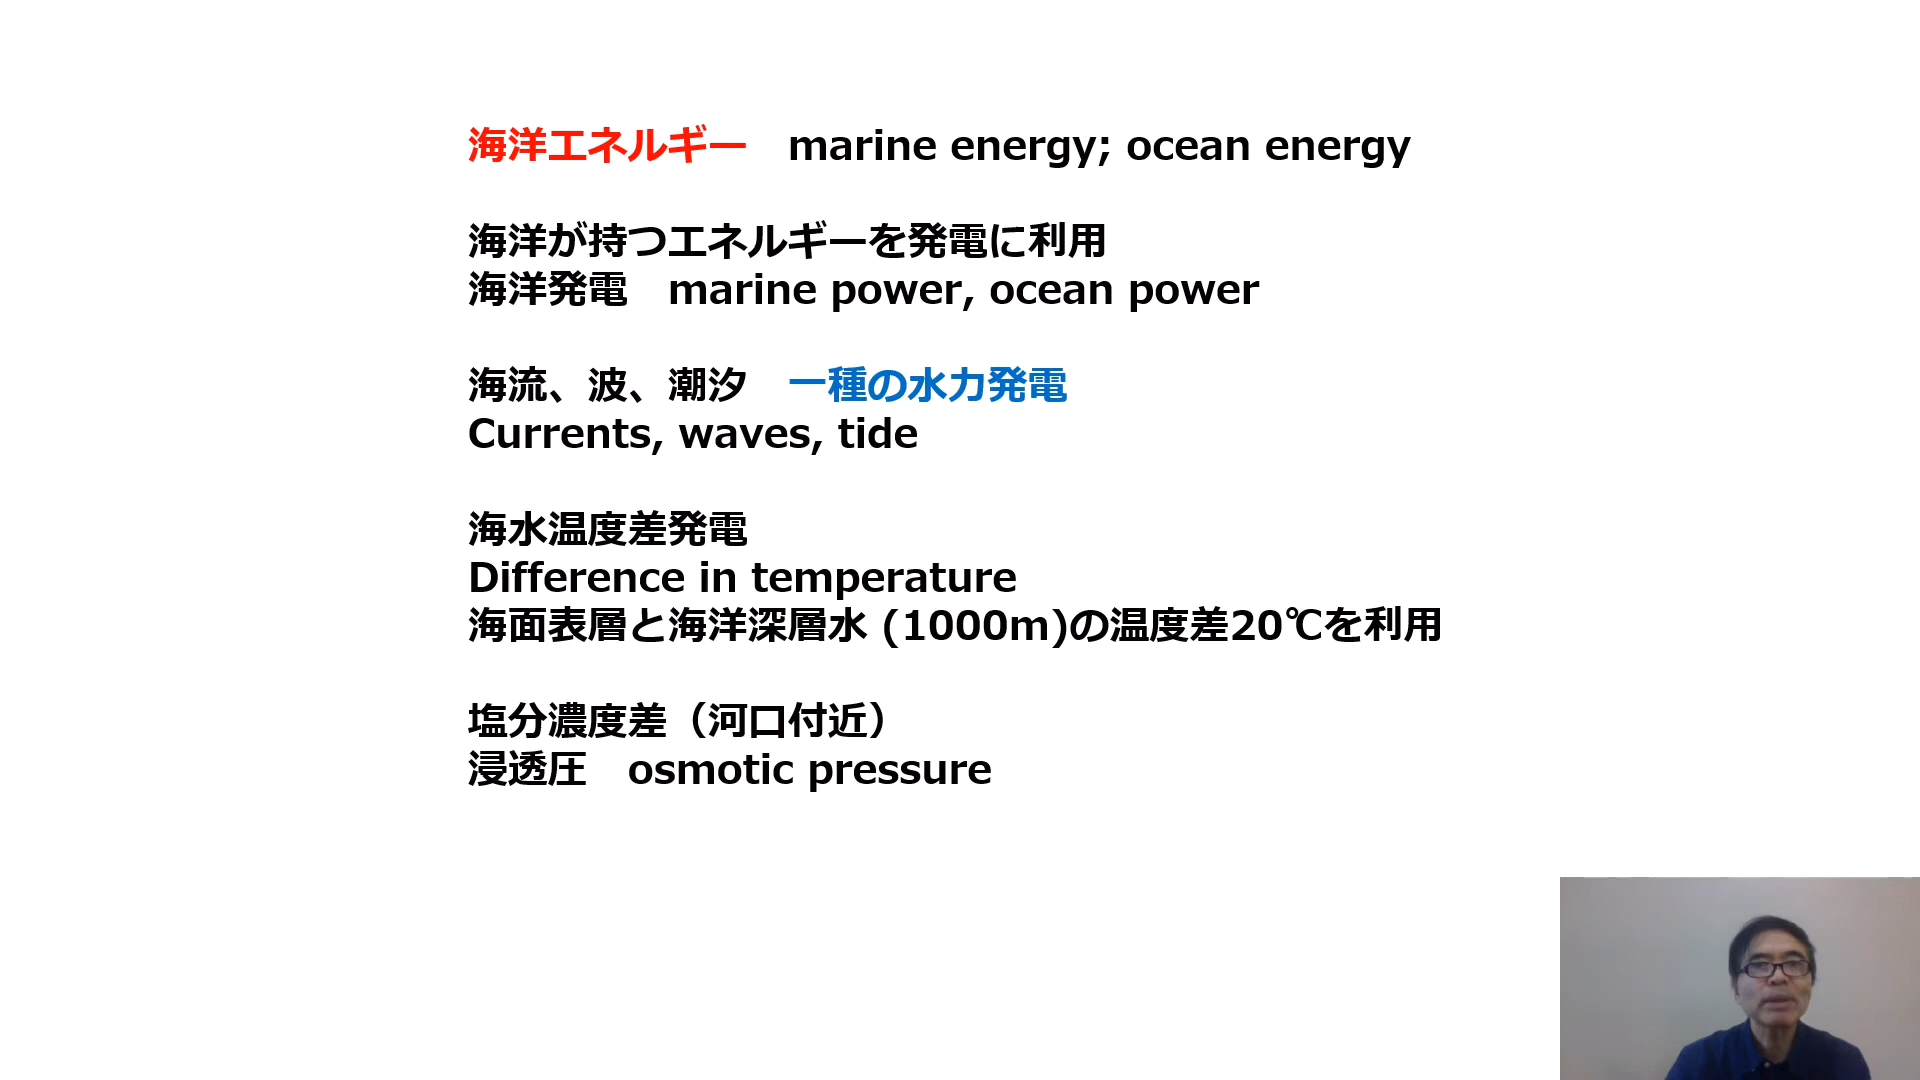 海洋エネルギー　marine energy; ocean energy
海洋が持つエネルギーを発電に利用
海洋発電　marine power, ocean power
海流、波、潮汐　一種の水力発電
Currents, waves, tide
海水温度差発電
Difference in temperature
海面表層と海洋深層水 (1000m)の温度差20℃を利用
塩分濃度差（河口付近）
浸透圧　osmotic pressure